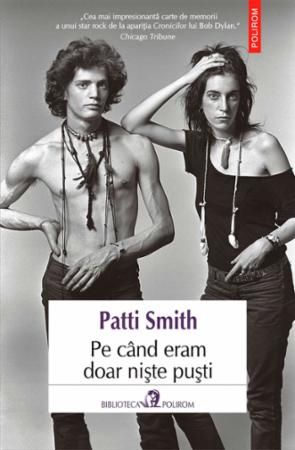 „Cea mai impresionantă carte de memorii
a unui star rock de la apariția Cronicilor lui Bob Dylan."
Chicago Tribune
POLIROM
Patti Smith
Pe când eram
doar niște puști
BIBLIOTECA POLIROM